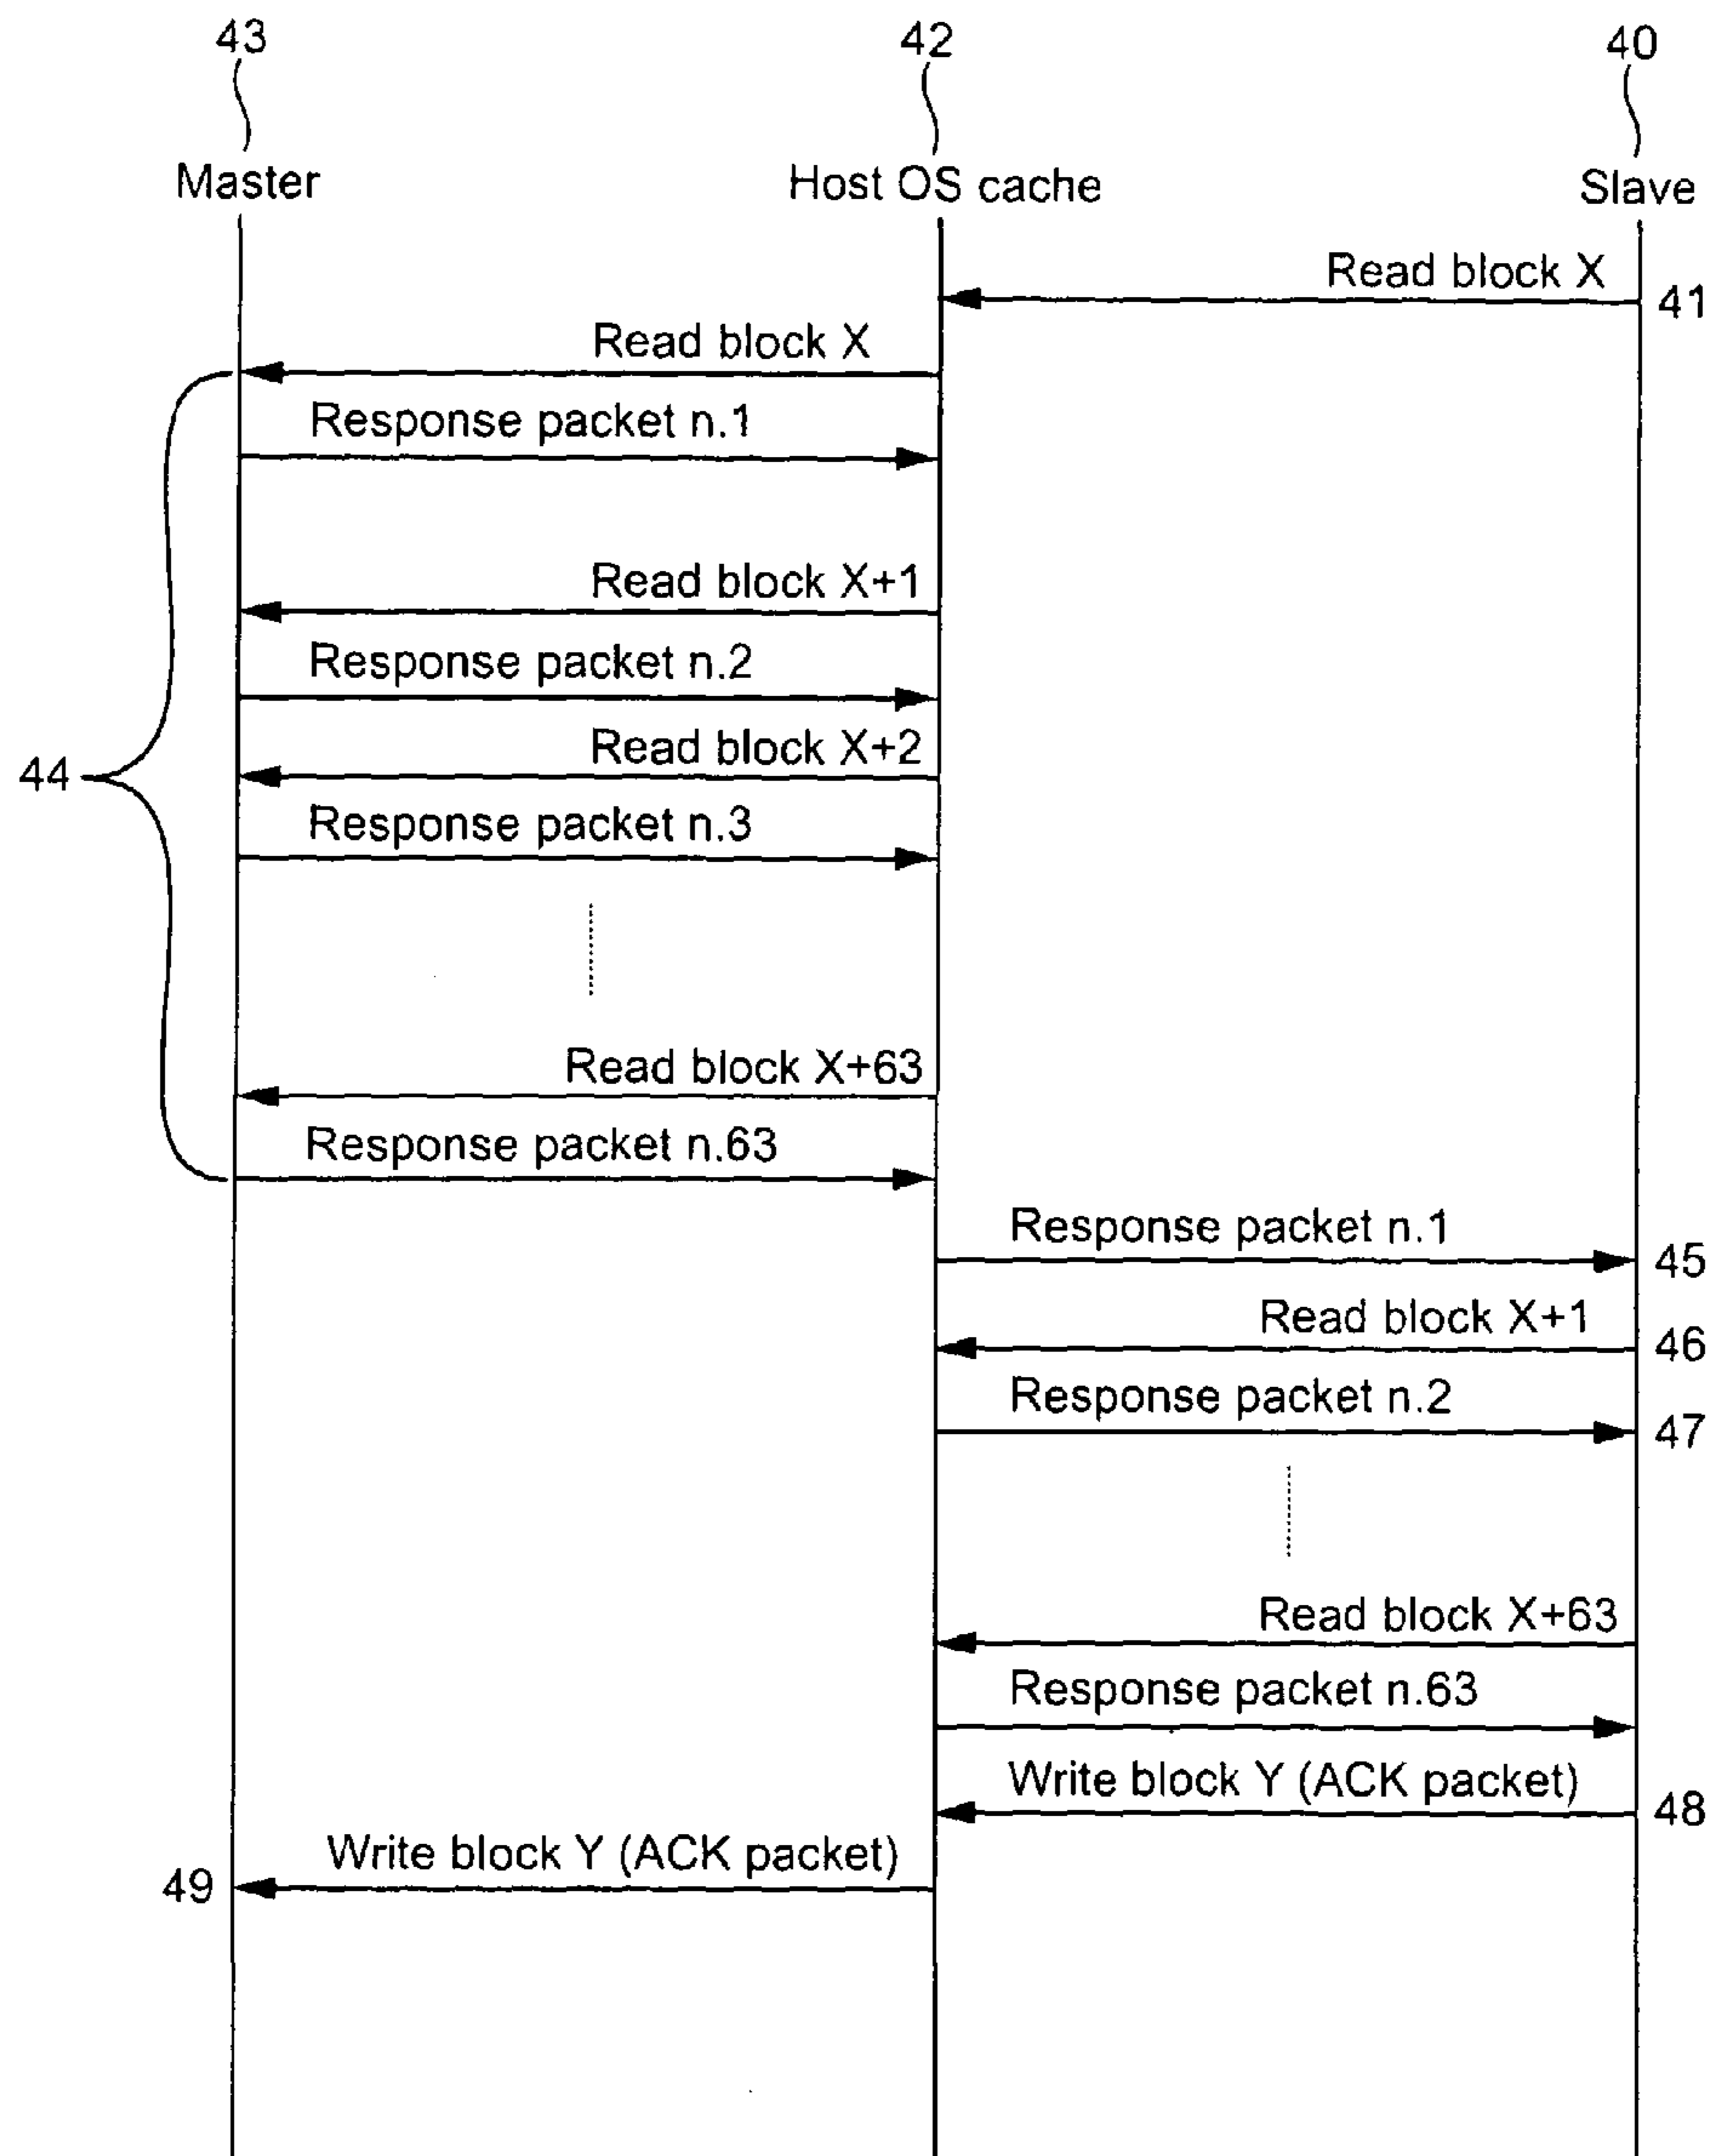 43
42
40
Master
Host OS cache
Slave
Read block X
41
Read block X
Response packet n.1
Read block X+1
Response packet n.2
Read block X+2
44
Response packet n.3
Read block X+63
Response packet n.63
Response packet n.1
45
Read block X+1
46
Response packet n.2
47
Read block X+63
Response packet n.63
Write block Y (ACK packet)
48
Write block Y (ACK packet)
49